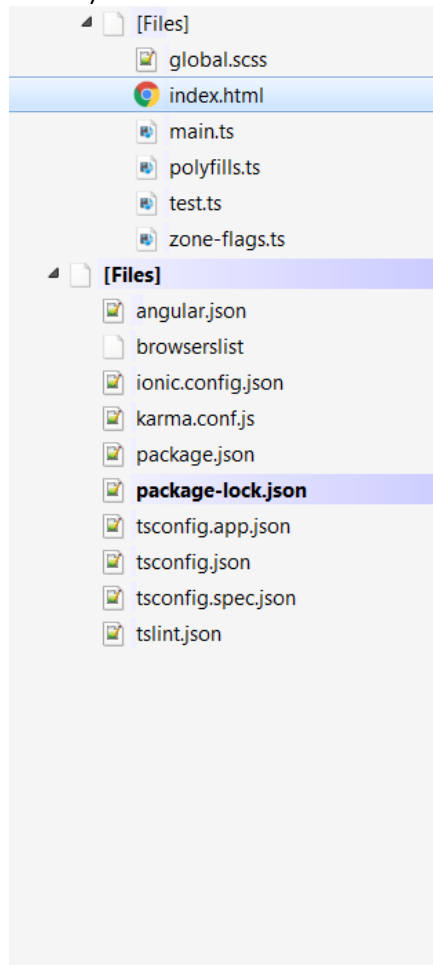 [Files]
global.scss
index.html
main.ts
polyfills.ts
test.ts
zone-flags.ts
[Files]
angular.json
browserslist
ionic.config.json
karma.conf.js
package.json
package-lock.json
tsconfig.app.json
tsconfig.json
tsconfig.spec.json
tslint.json